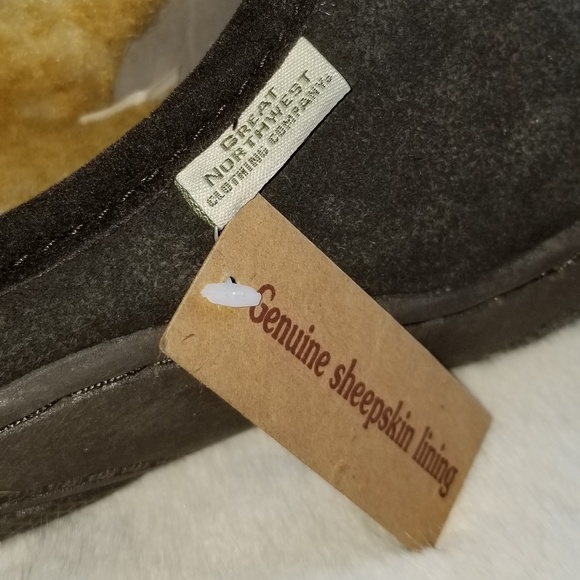 GREAT
NORTHWEST
CLOTHING COMPANY®
Genuine sheepskin lining